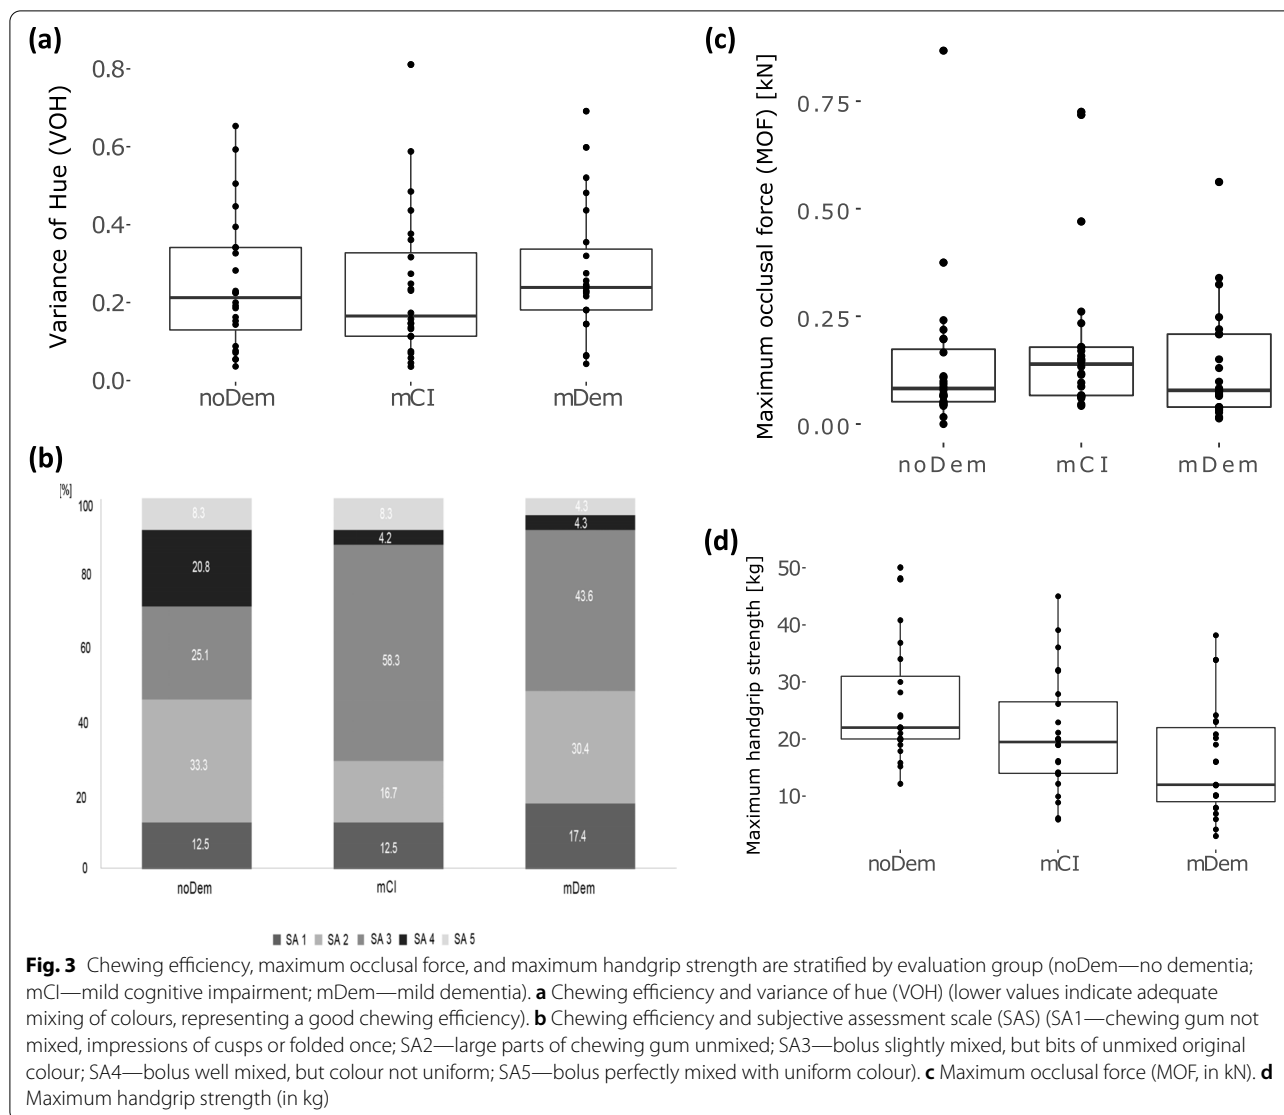 (a)
Variance of Hue (VOH)
0.8
0.6
0.4
0.2
0.0
noDem mCI mDem
(b)
[%]
100
80
60
40
20
0
8.3
20.8
25.1
33.3
12.5
8.3
4.2
58.3
16.7
12.5
4.3
4.3
43.6
30.4
17.4
noDem mCI mDem
SA 1 SA 2 SA 3 SA 4 SA 5
(c)
Maximum occlusal force (MOF) [kN]
0.75
0.50
0.25
0.00
noDem mCI mDem
(d)
Maximum handgrip strength [kg]
50
40
30
20
10
noDem mCI mDem
Fig. 3 Chewing efficiency, maximum occlusal force, and maximum handgrip strength are stratified by evaluation group (noDem—no dementia;
mCI—mild cognitive impairment; mDem—mild dementia). a Chewing efficiency and variance of hue (VOH) (lower values indicate adequate
mixing of colours, representing a good chewing efficiency). b Chewing efficiency and subjective assessment scale (SAS) (SA1—chewing gum not
mixed, impressions of cusps or folded once; SA2—large parts of chewing gum unmixed; SA3—bolus slightly mixed, but bits of unmixed original
colour; SA4—bolus well mixed, but colour not uniform; SA5—bolus perfectly mixed with uniform colour). c Maximum occlusal force (MOF, in kN). d
Maximum handgrip strength (in kg)